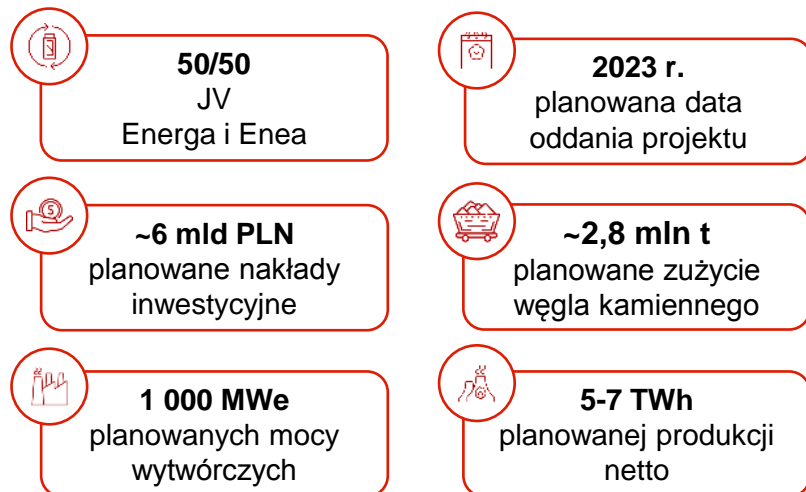 50/50
JV
Energa i Enea
2023 r.
planowana data
oddania projektu
~6 mld PLN
planowane nakłady
inwestycyjne
~2,8 mln t
planowane zużycie
węgla kamiennego
1 000 MWe
planowanych mocy
wytwórczych
5-7 TWh
planowanej produkcji
netto